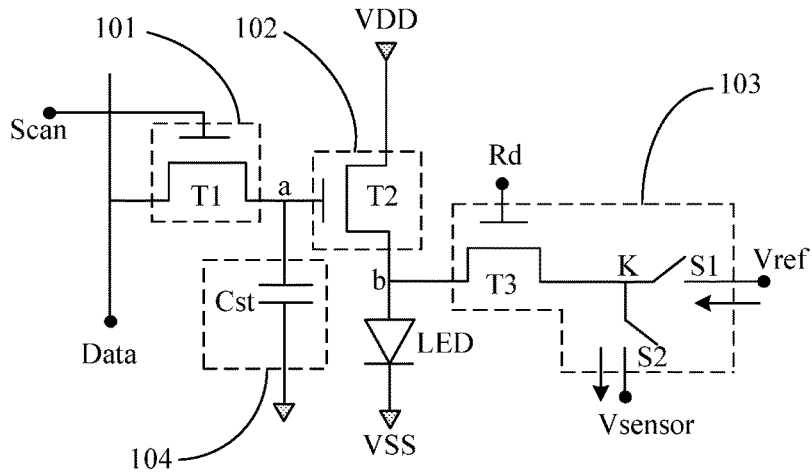 101
102
VDD
103
Scan
Rd
T1
a
T2
Cst
b
T3
K
S1
Vref
Data
LED
S2
VSS
Vsensor
104